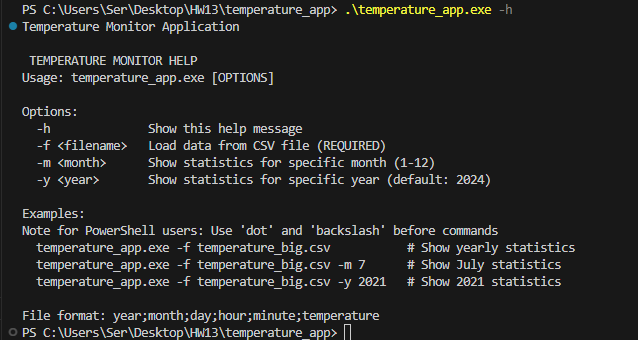 PS C:\Users\Ser\Desktop\HW13\temperature_app> .\temperature_app.exe -h
Temperature Monitor Application
TEMPERATURE MONITOR HELP
Usage: temperature_app.exe [OPTIONS]
Options:
-h Show this help message
-f <filename> Load data from CSV file (REQUIRED)
-m <month> Show statistics for specific month (1-12)
-y <year> Show statistics for specific year (default: 2024)
Examples:
Note for PowerShell users: Use 'dot' and 'backslash' before commands
temperature_app.exe -f temperature_big.csv # Show yearly statistics
temperature_app.exe -f temperature_big.csv -m 7 # Show July statistics
temperature_app.exe -f temperature_big.csv -y 2021 # Show 2021 statistics
File format: year;month;day;hour;minute;temperature
PS C:\Users\Ser\Desktop\HW13\temperature_app>